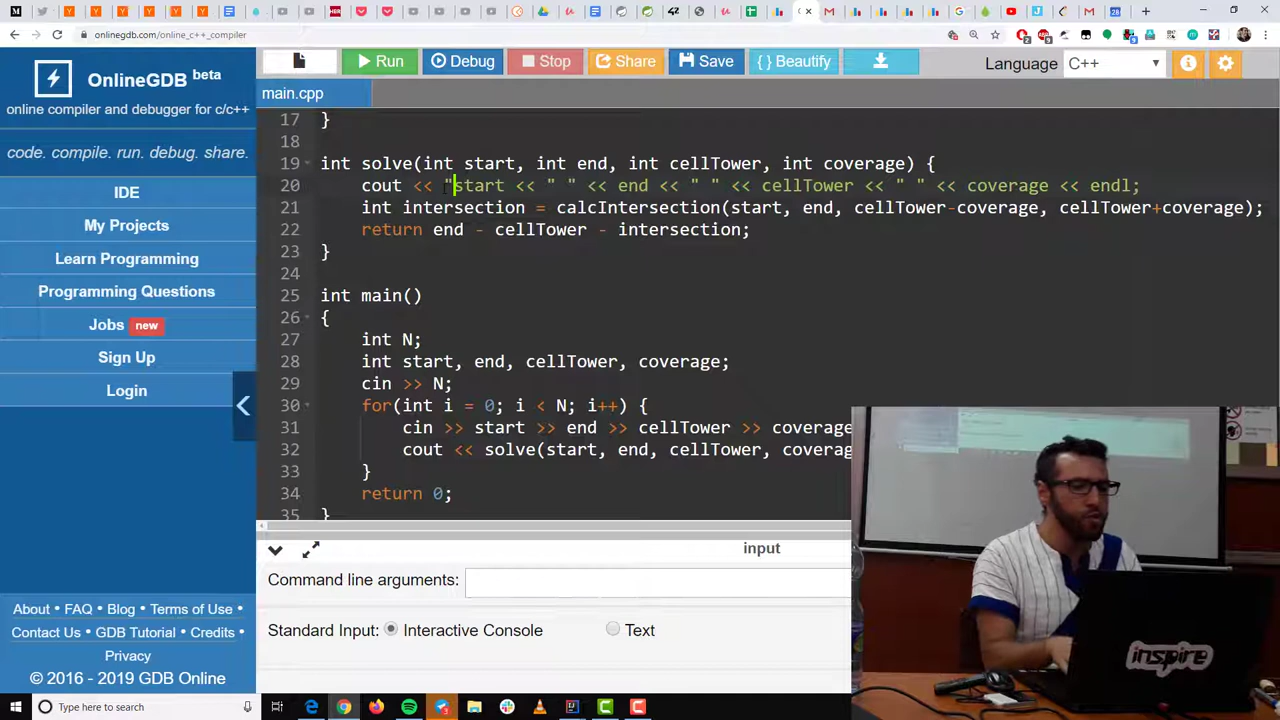 onlinegdb.com/online_c++_compiler
OnlineGDB beta
online compiler and debugger for c/c++
code. compile. run. debug. share.
IDE
My Projects
Learn Programming
Programming Questions
Jobs new
Sign Up
Login
About • FAQ • Blog • Terms of Use •
Contact Us • GDB Tutorial • Credits •
Privacy
© 2016 - 2019 GDB Online
Run
Debug
Stop
Share
Save
{ } Beautify
Language C++
main.cpp
17 }
18
19 int solve(int start, int end, int cellTower, int coverage) {
20 cout << "start << " " << end << " " << cellTower << " " << coverage << endl;
21 int intersection = calcIntersection(start, end, cellTower-coverage, cellTower+coverage);
22 return end - cellTower - intersection;
23 }
24
25 int main()
26 {
27 int N;
28 int start, end, cellTower, coverage;
29 cin >> N;
30 for(int i = 0; i < N; i++) {
31 cin >> start >> end >> cellTower >> coverage
32 cout << solve(start, end, cellTower, coverag
33 }
34 return 0;
35 }
input
Command line arguments:
Standard Input: Interactive Console Text
inspire
Type here to search